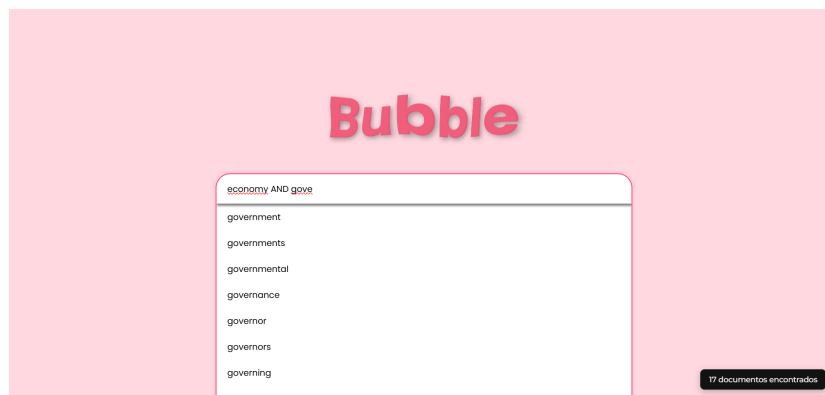 Bubble
economy AND gove
government
governments
governmental
governance
governor
governors
governing
17 documentos encontrados